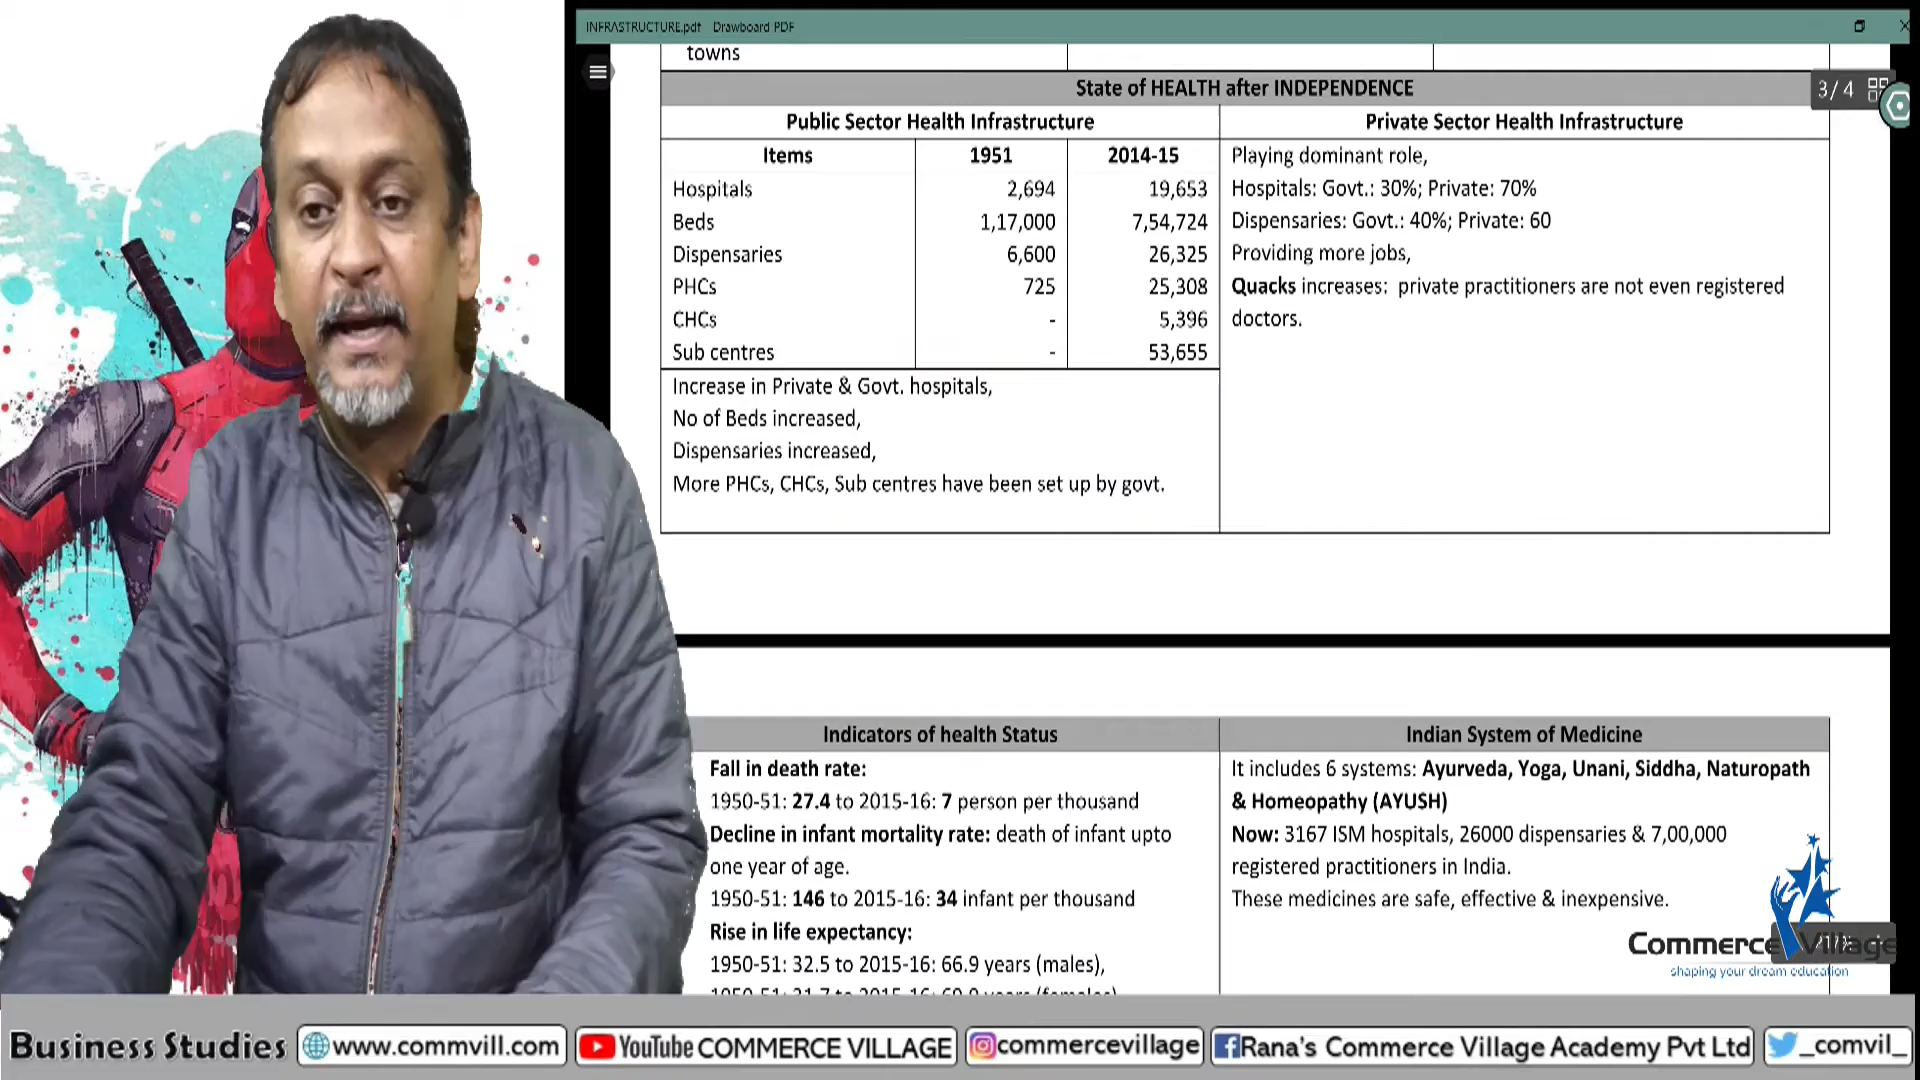 INFRASTRUCTURE.pdf Drawboard PDF
towns
3/4
State of HEALTH after INDEPENDENCE
Public Sector Health Infrastructure
Private Sector Health Infrastructure
Items 1951 2014-15
Hospitals 2,694 19,653
Beds 1,17,000 7,54,724
Dispensaries 6,600 26,325
PHCs 725 25,308
CHCs - 5,396
Sub centres - 53,655
Increase in Private & Govt. hospitals,
No of Beds increased,
Dispensaries increased,
More PHCs, CHCs, Sub centres have been set up by govt.
Playing dominant role,
Hospitals: Govt.: 30%; Private: 70%
Dispensaries: Govt.: 40%; Private: 60
Providing more jobs,
Quacks increases: private practitioners are not even registered
doctors.
Indicators of health Status
Fall in death rate:
1950-51: 27.4 to 2015-16: 7 person per thousand
Decline in infant mortality rate: death of infant upto
one year of age.
1950-51: 146 to 2015-16: 34 infant per thousand
Rise in life expectancy:
1950-51: 32.5 to 2015-16: 66.9 years (males),
Indian System of Medicine
It includes 6 systems: Ayurveda, Yoga, Unani, Siddha, Naturopath
& Homeopathy (AYUSH)
Now: 3167 ISM hospitals, 26000 dispensaries & 7,00,000
registered practitioners in India.
These medicines are safe, effective & inexpensive.
Commerce Village
shaping your dream education
Business Studies www.commvill.com YouTube COMMERCE VILLAGE commercevillage Rana's Commerce Village Academy Pvt Ltd _comvil_